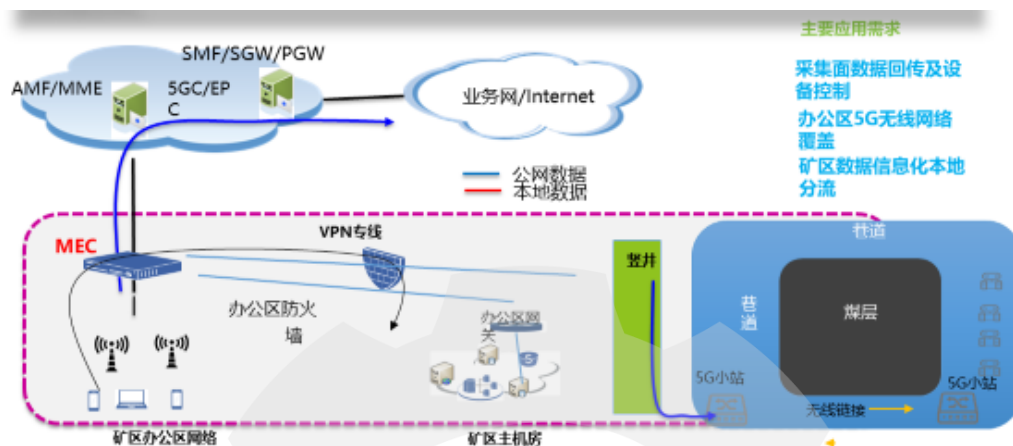 主要应用需求
SMF/SGW/PGW
AMF/MME
5GC/EP
C
业务网/Internet
采集面数据回传及设
备控制
办公区5G无线网络
覆盖
矿区数据信息化本地
分流
公网数据
本地数据
VPN专线
MEC
竖井
巷道
办公区防火
墙
办公区网
关
巷
道
煤层
5G小站
5G小站
无线链接
矿区办公区网络
矿区主机房